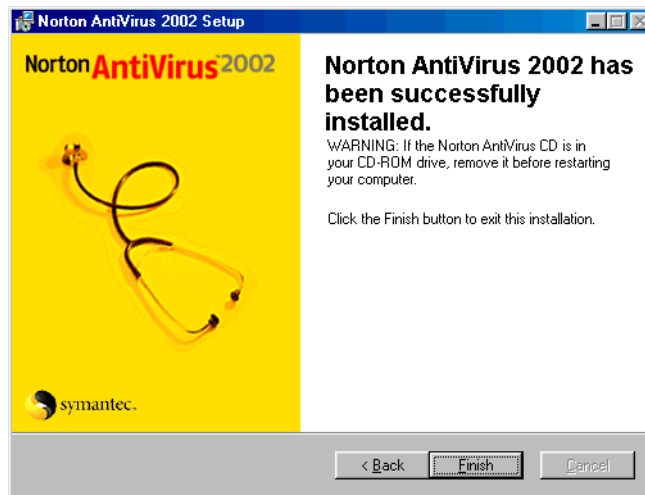 Norton AntiVirus 2002 Setup
Norton AntiVirus 2002
Norton AntiVirus 2002 has
been successfully
installed.
WARNING: If the Norton AntiVirus CD is in
your CD-ROM drive, remove it before restarting
your computer.
Click the Finish button to exit this installation.
symantec.
< Back
Finish
Cancel